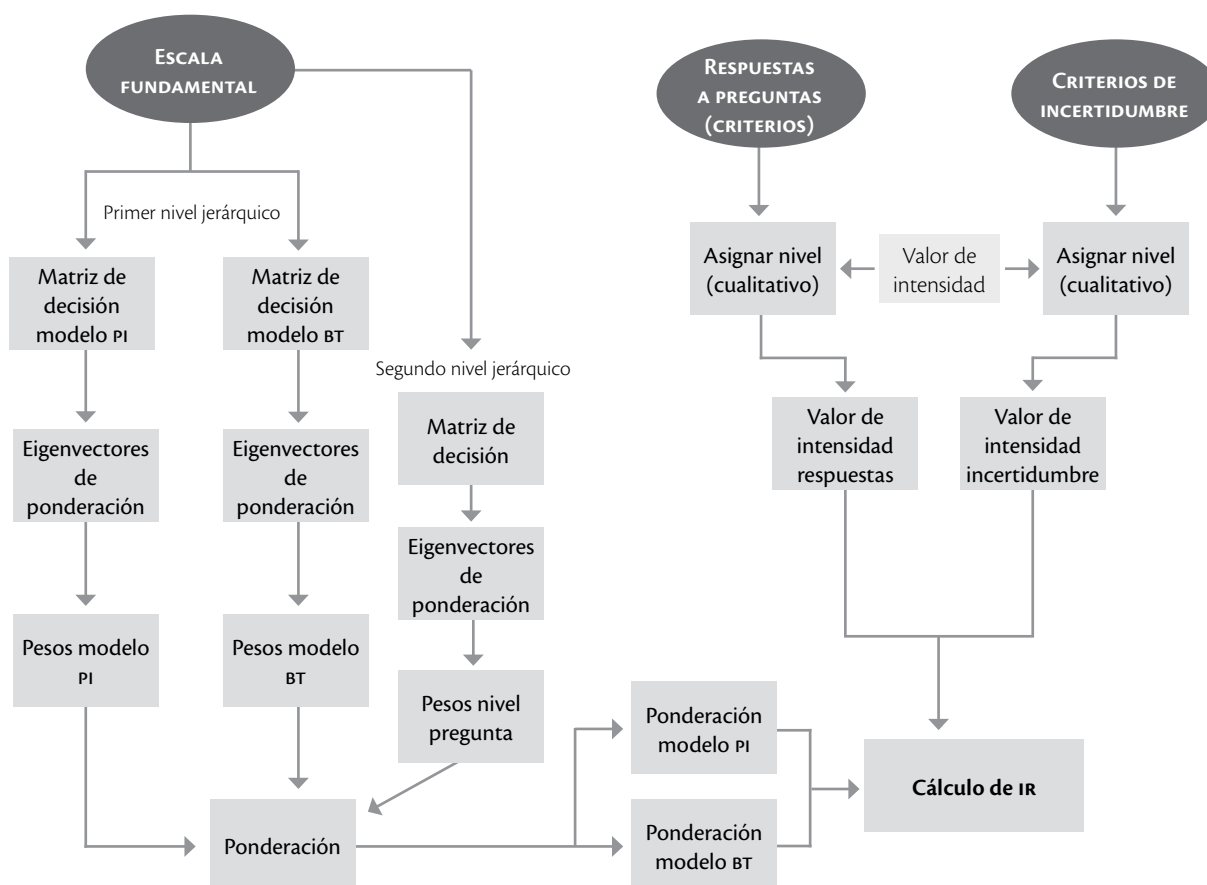 ESCALA
FUNDAMENTAL
RESPUESTAS
A PREGUNTAS
(CRITERIOS)
CRITERIOS DE
INCERTIDUMBRE
Primer nivel jerárquico
Matriz de
decisión
modelo PI
Matriz de
decisión
modelo BT
Asignar nivel
(cualitativo)
Valor de
intensidad
Asignar nivel
(cualitativo)
Segundo nivel jerárquico
Eigenvectores
de
ponderación
Eigenvectores
de
ponderación
Matriz de
decisión
Valor de
intensidad
respuestas
Valor de
intensidad
incertidumbre
Eigenvectores
de
ponderación
Pesos modelo
PI
Pesos modelo
BT
Pesos nivel
pregunta
Ponderación
modelo PI
Cálculo de IR
Ponderación
Ponderación
modelo BT